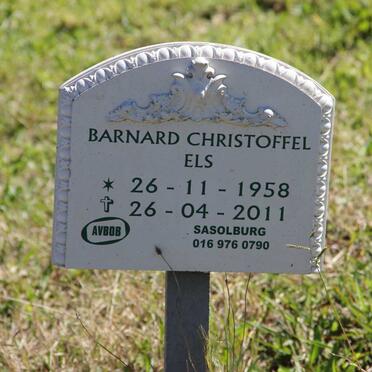 BARNARD CHRISTOFFEL
ELS
* 26 - 11 - 1958
✝ 26 - 04 - 2011
AVBOB
SASOLBURG
016 976 0790